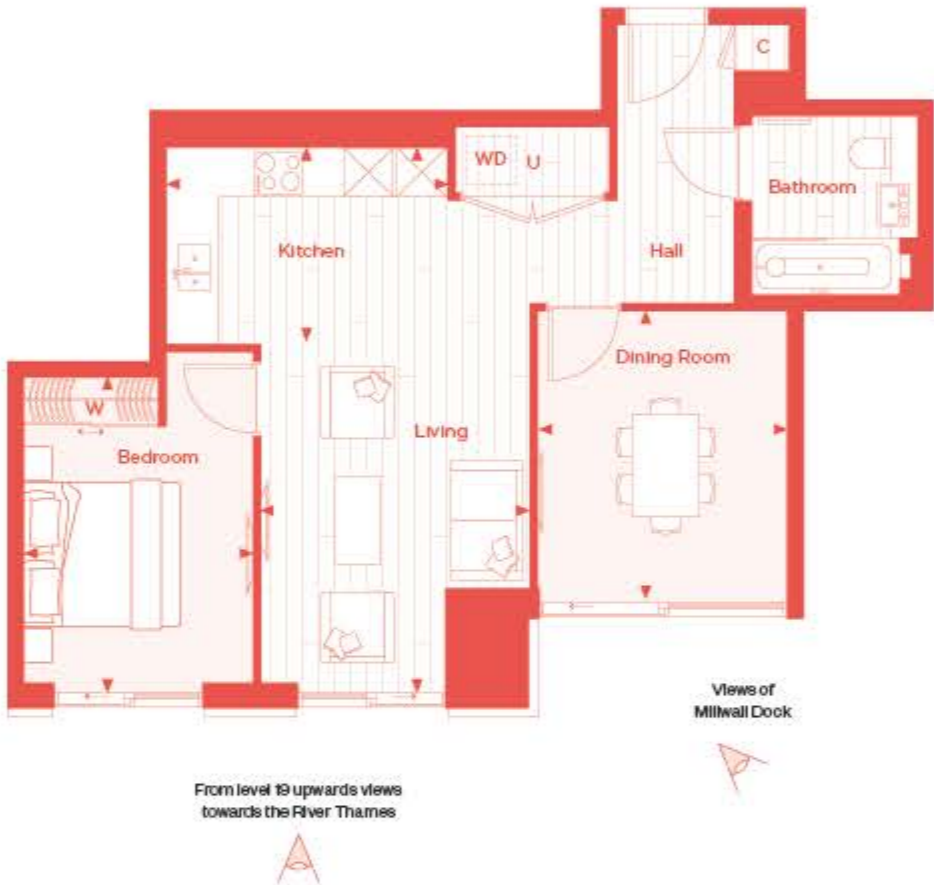 C
WD
U
Bathroom
Kitchen
Hall
Dining Room
W
Living
Bedroom
Views of
Millwall Dock
From level 19 upwards views
towards the River Thames